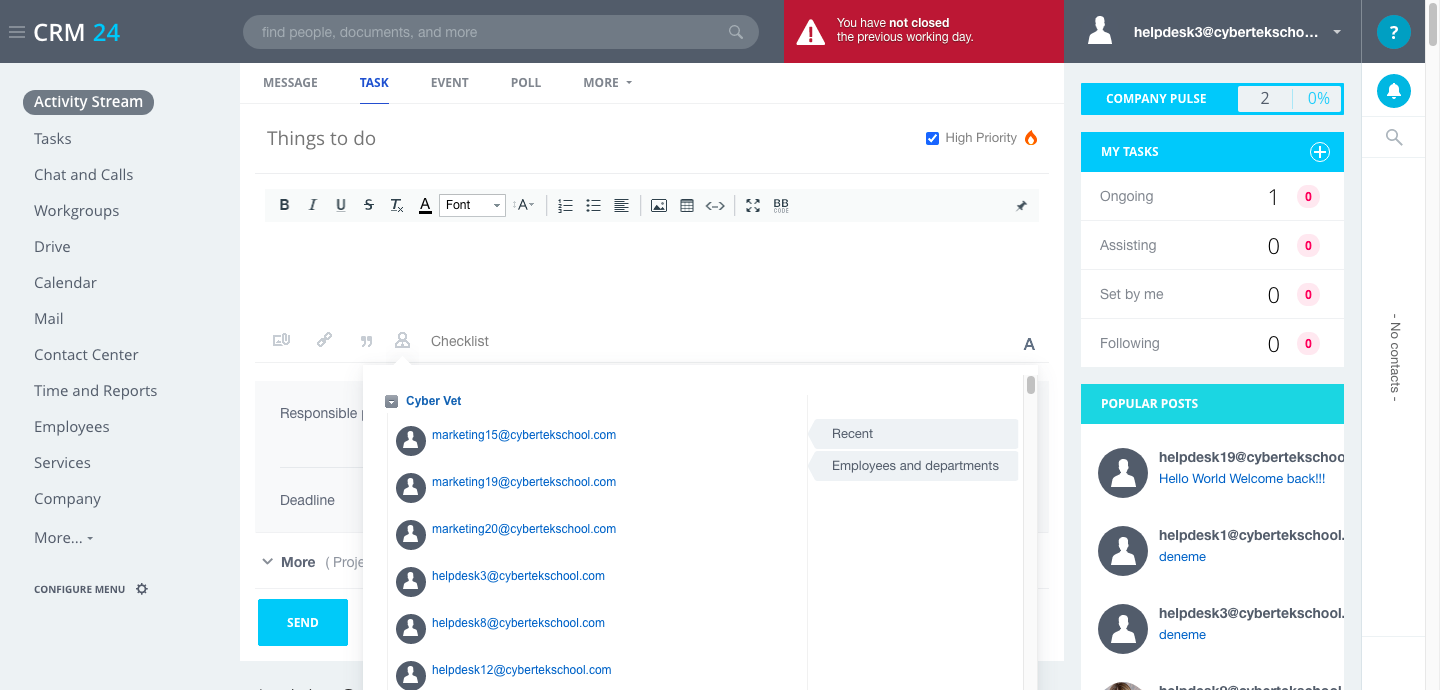 CRM 24
find people, documents, and more
You have not closed
the previous working day.
helpdesk3@cybertekscho...
?
Activity Stream
Tasks
Chat and Calls
Workgroups
Drive
Calendar
Mail
Contact Center
Time and Reports
Employees
Services
Company
More...
CONFIGURE MENU
MESSAGE
TASK
EVENT
POLL
MORE
Things to do
High Priority
B I U S Tx A Font A BB CODE
Checklist
A
Responsible
Deadline
More ( Proje
SEND
Cyber Vet
marketing15@cybertekschool.com
marketing19@cybertekschool.com
marketing20@cybertekschool.com
helpdesk3@cybertekschool.com
helpdesk8@cybertekschool.com
helpdesk12@cybertekschool.com
Recent
Employees and departments
COMPANY PULSE 2 0%
MY TASKS
Ongoing 1 0
Assisting 0 0
Set by me 0 0
Following 0 0
POPULAR POSTS
helpdesk19@cybertekschoo
Hello World Welcome back!!!
helpdesk1@cybertekschool.
deneme
helpdesk3@cybertekschool.
deneme
- No contacts -